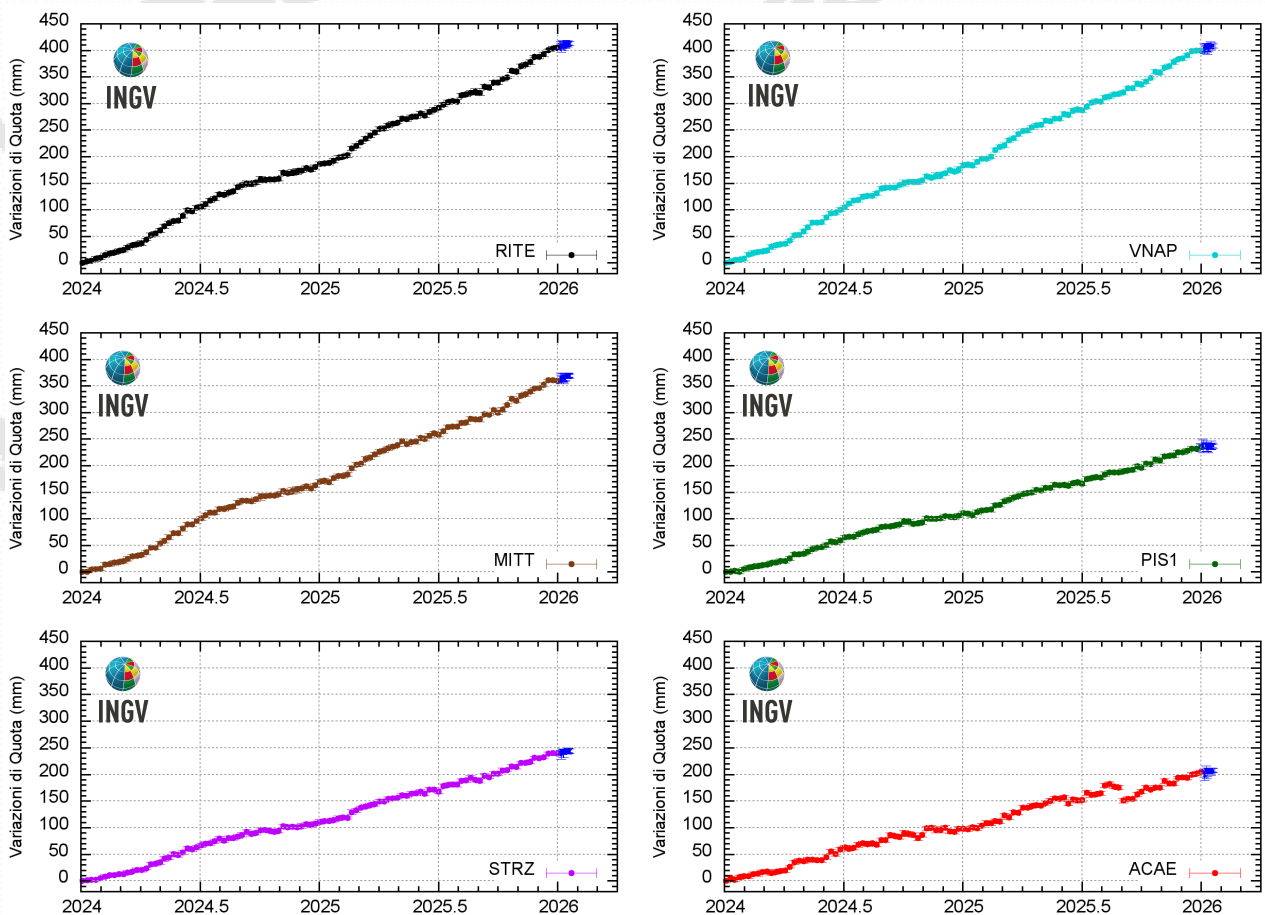 450 450
400 400
350 350
300 300
250 250
200 200
150 150
100 100
50 50
0 0
Variazioni di Quota (mm) Variazioni di Quota (mm)
INGV INGV
RITE VNAP
2024 2024.5 2025 2025.5 2026 2024 2024.5 2025 2025.5 2026
450 450
400 400
350 350
300 300
250 250
200 200
150 150
100 100
50 50
0 0
Variazioni di Quota (mm) Variazioni di Quota (mm)
INGV INGV
MITT PIS1
2024 2024.5 2025 2025.5 2026 2024 2024.5 2025 2025.5 2026
450 450
400 400
350 350
300 300
250 250
200 200
150 150
100 100
50 50
0 0
Variazioni di Quota (mm) Variazioni di Quota (mm)
INGV INGV
STRZ ACAE
2024 2024.5 2025 2025.5 2026 2024 2024.5 2025 2025.5 2026